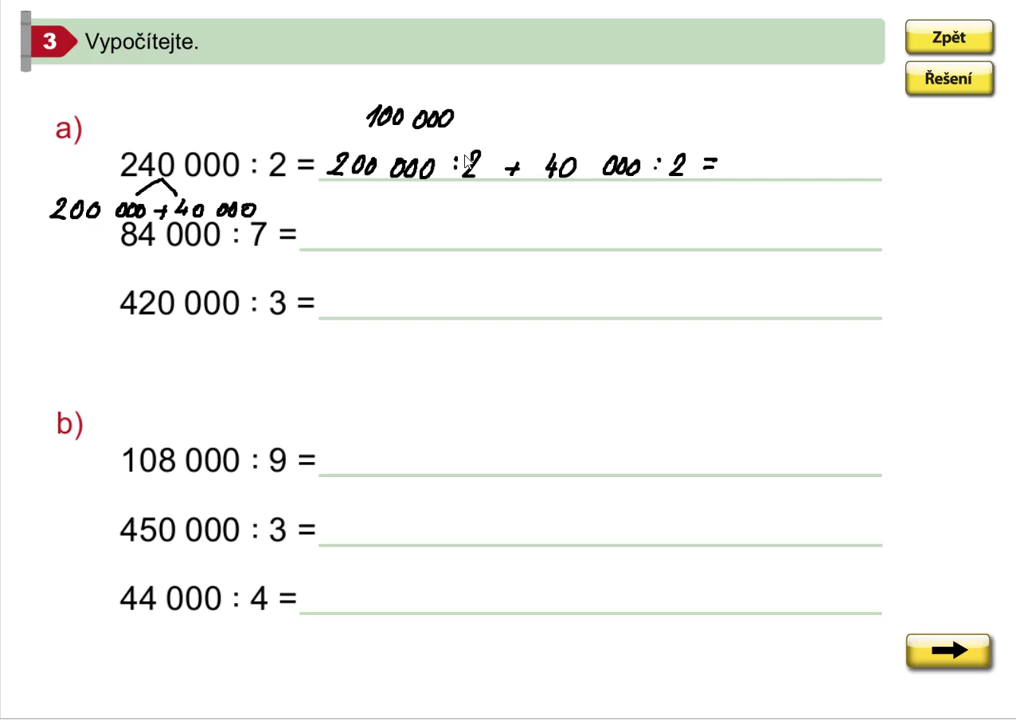 3 Vypočítejte.
Zpět
Řešení
a)
100 000
240 000 : 2 = 200 000 : 2 + 40 000 : 2 =
200 000 + 40 000
84 000 : 7 =
420 000 : 3 =
b)
108 000 : 9 =
450 000 : 3 =
44 000 : 4 =